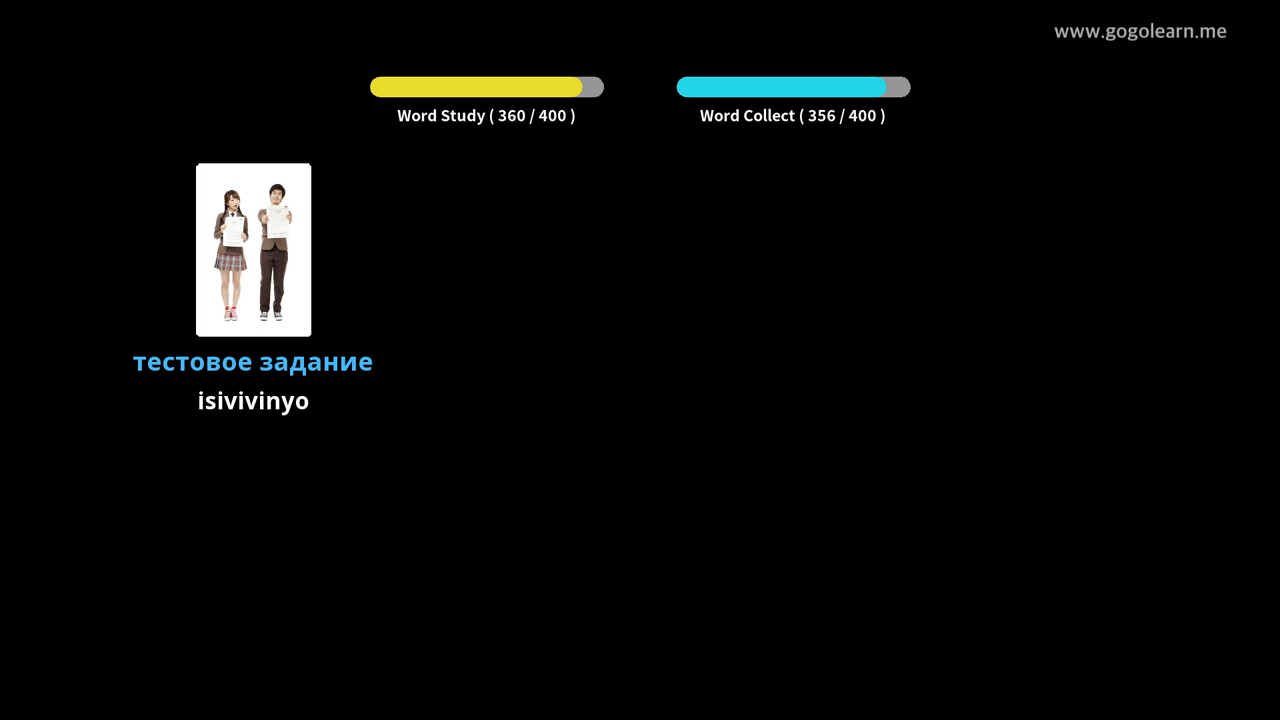 www.gogolearn.me
Word Study ( 360 / 400 )
Word Collect ( 356 / 400 )
тестовое задание
isivivinyo